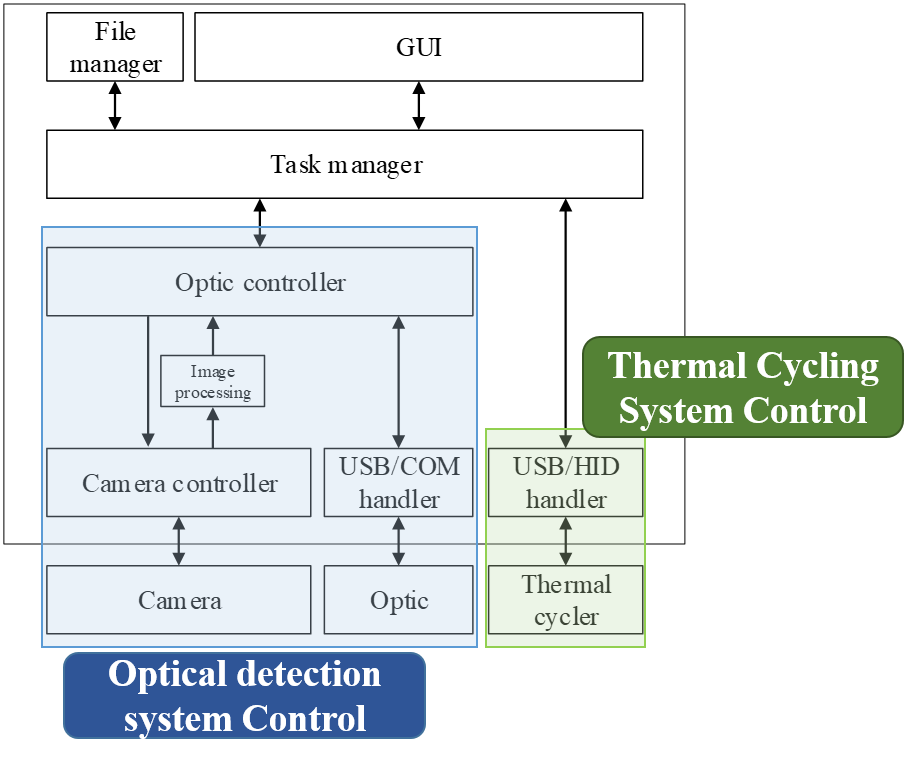 File
manager
GUI
Task manager
Optic controller
Image
processing
Thermal Cycling
System Control
Camera controller
USB/COM
handler
USB/HID
handler
Camera
Optic
Thermal
cycler
Optical detection
system Control